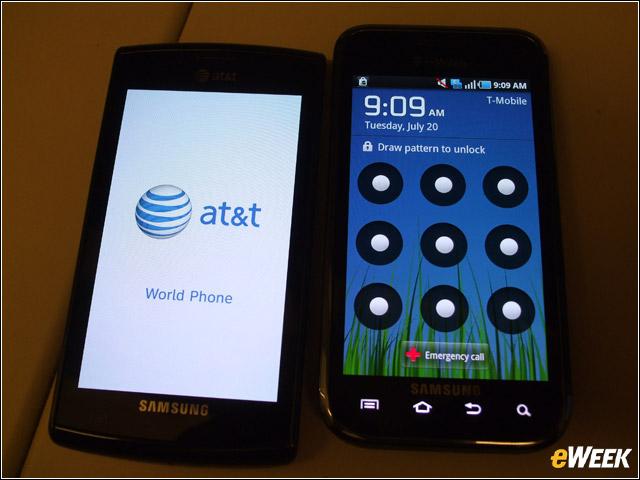 at&t
at&t
World Phone
SAMSUNG
T-Mobile
9:09 AM
9:09 AM
T-Mobile
Tuesday, July 20
Draw pattern to unlock
Emergency call
SAMSUNG
eWEEK